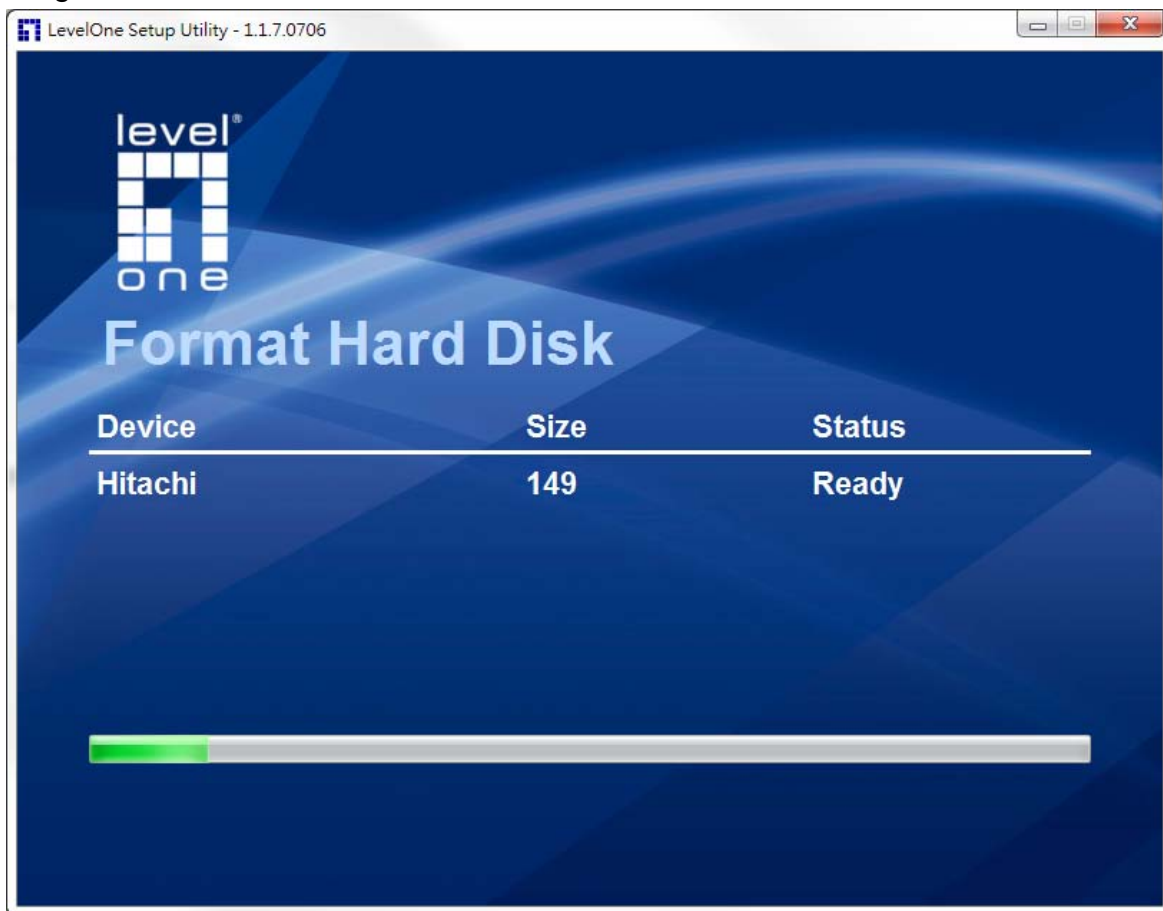 LevelOne Setup Utility - 1.1.7.0706
level®
one
Format Hard Disk
Device Size Status
Hitachi 149 Ready